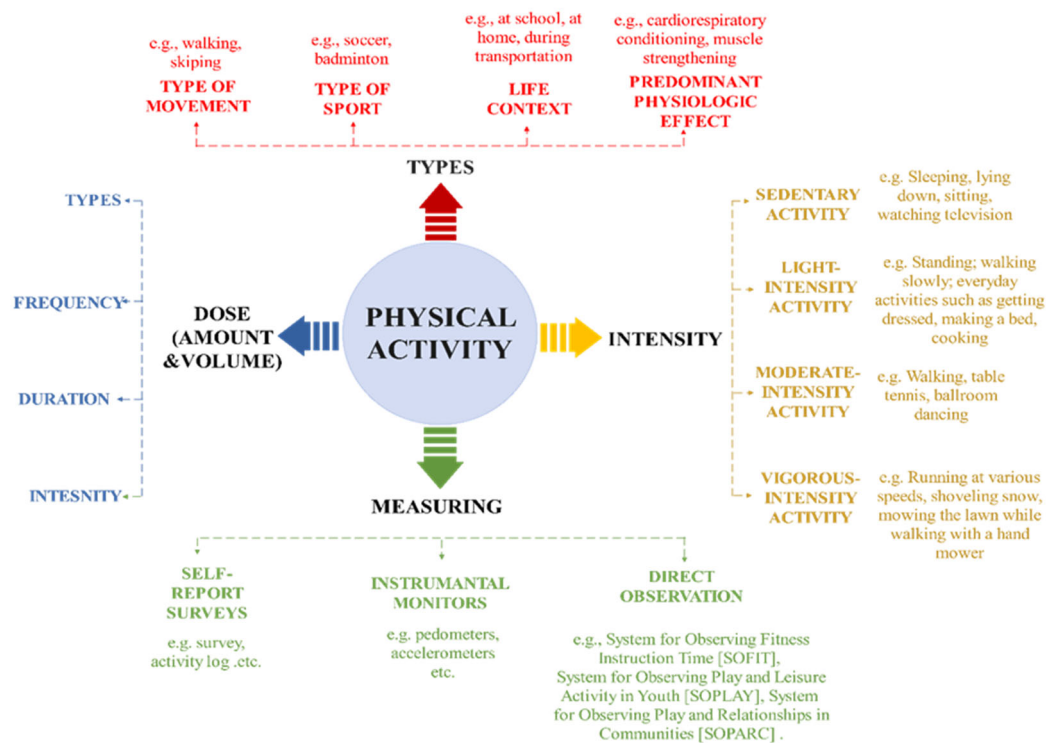 e.g., walking,
skiping
TYPE OF
MOVEMENT
e.g., soccer,
badminton
TYPE OF
SPORT
e.g., at school, at
home, during
transportation
LIFE
CONTEXT
e.g., cardiorespiratory
conditioning, muscle
strengthening
PREDOMINANT
PHYSIOLOGIC
EFFECT
TYPES
TYPES
FREQUENCY
DURATION
INTESNITY
DOSE
(AMOUNT
&VOLUME)
PHYSICAL
ACTIVITY
INTENSITY
SEDENTARY
ACTIVITY
e.g. Sleeping, lying
down, sitting,
watching television
LIGHT-
INTENSITY
ACTIVITY
e.g. Standing; walking
slowly; everyday
activities such as getting
dressed, making a bed,
cooking
MODERATE-
INTENSITY
ACTIVITY
e.g. Walking, table
tennis, ballroom
dancing
VIGOROUS-
INTENSITY
ACTIVITY
e.g. Running at various
speeds, shoveling snow,
mowing the lawn while
walking with a hand
mower
MEASURING
SELF-
REPORT
SURVEYS
e.g. survey,
activity log .etc.
INSTRUMANTAL
MONITORS
e.g. pedometers,
accelerometers
etc.
DIRECT
OBSERVATION
e.g., System for Observing Fitness
Instruction Time [SOFIT],
System for Observing Play and Leisure
Activity in Youth [SOPLAY], System
for Observing Play and Relationships in
Communities [SOPARC] .